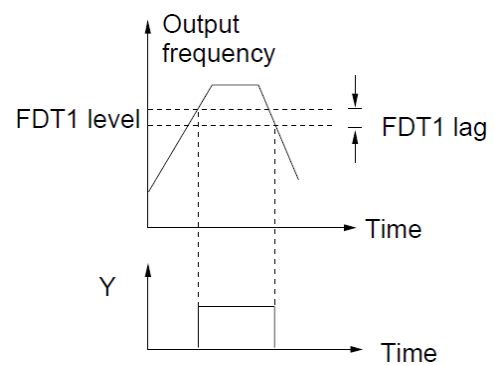 Output
frequency
FDT1 level
FDT1 lag
Time
Y
Time